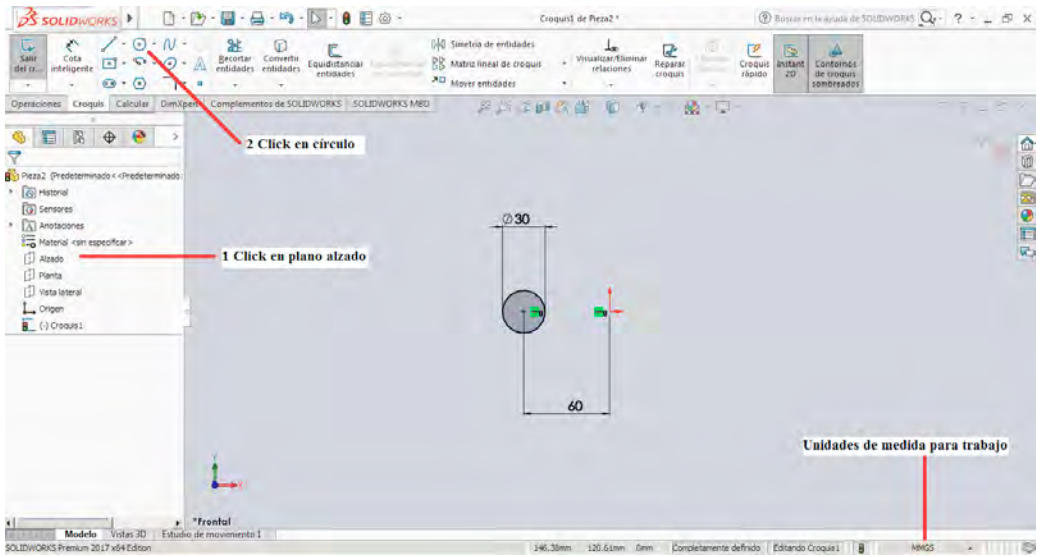 SOLIDWORKS
Croquis1 de Pieza2 *
Buscar en la ayuda de SOLIDWORKS
Salir del cr...
Cota inteligente
Recortar entidades
Convertir entidades
Equidistanciar entidades
Simetría de entidades
Matriz lineal de croquis
Mover entidades
Visualizar/Eliminar relaciones
Reparar croquis
Croquis rápido
Instant 2D
Contornos de croquis sombreados
Operaciones Croquis Calcular DimXpert Complementos de SOLIDWORKS SOLIDWORKS MBD
2 Click en círculo
Pieza2 (Predeterminado<<Predeterminado
Historial
Sensores
Anotaciones
Material <sin especificar>
Alzado
1 Click en plano alzado
Planta
Vista lateral
Origen
(-) Croquis1
∅30
60
Unidades de medida para trabajo
Y
*Frontal
Modelo Vistas 3D Estudio de movimiento 1
SOLIDWORKS Premium 2017 x64 Edition
146.38mm 120.61mm 0mm Completamente definido Editando Croquis1 MMGS